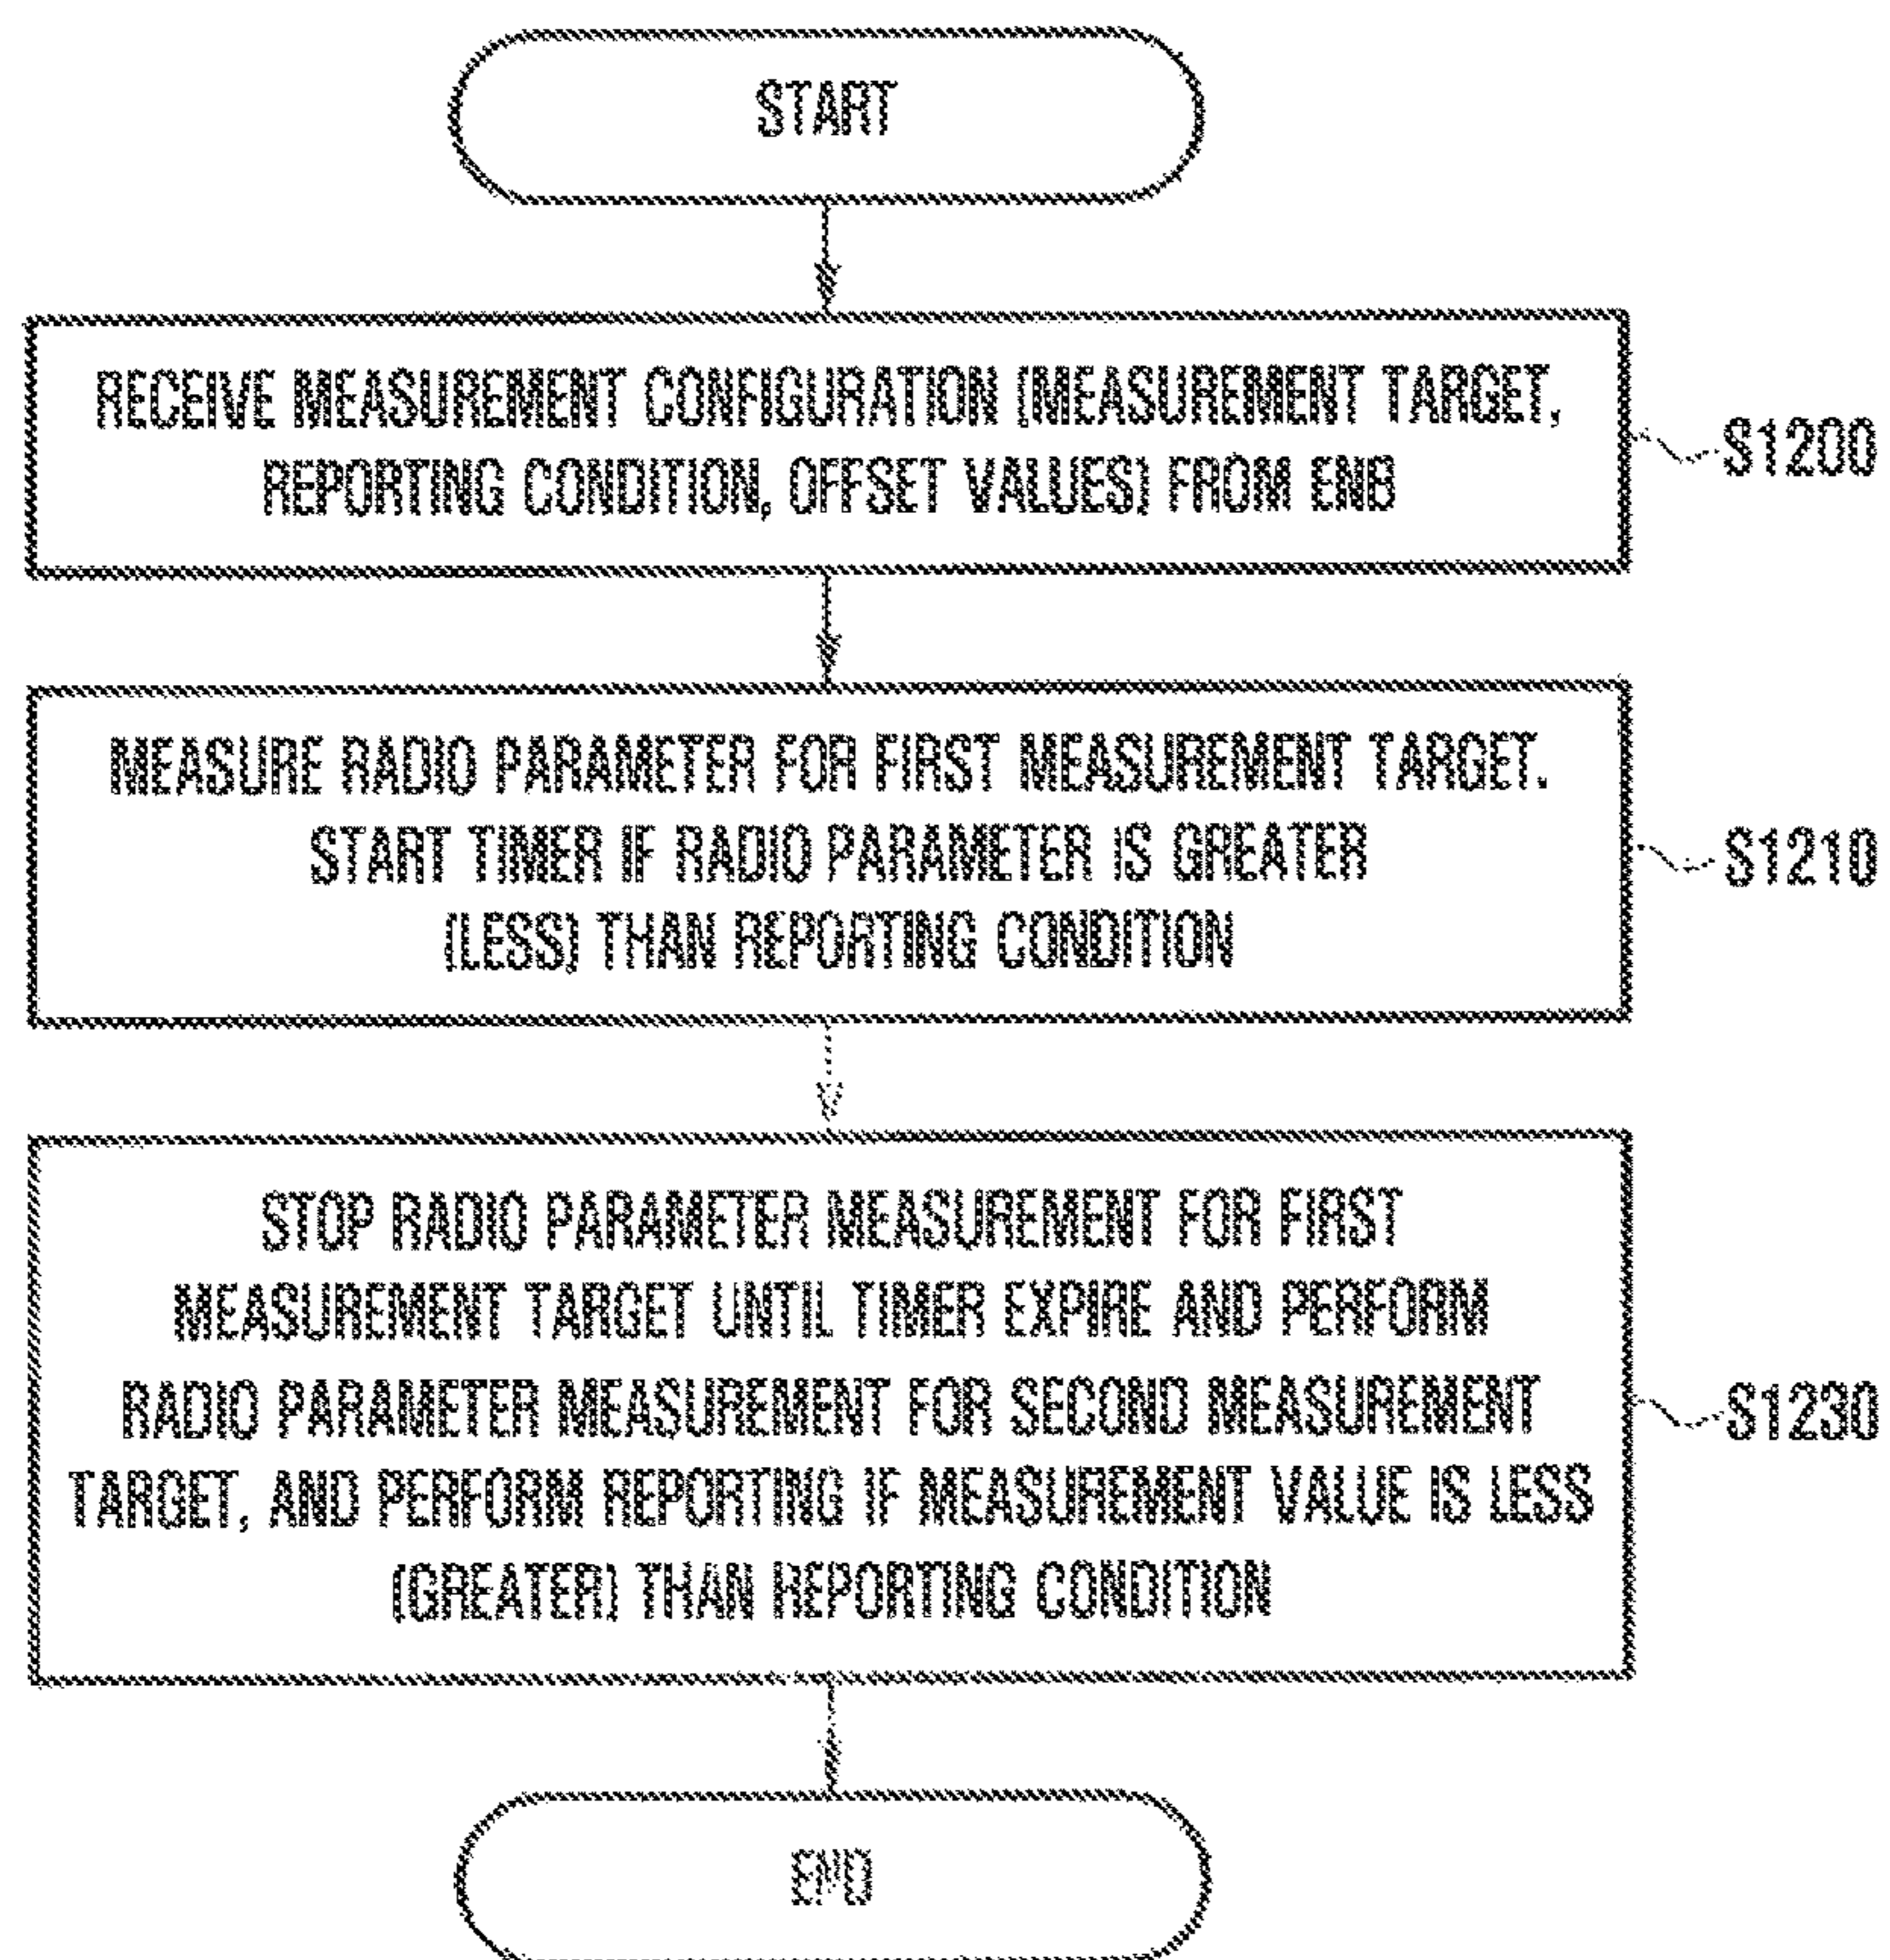 START
RECEIVE MEASUREMENT CONFIGURATION (MEASUREMENT TARGET,
REPORTING CONDITION, OFFSET VALUES) FROM ENB
S1200
MEASURE RADIO PARAMETER FOR FIRST MEASUREMENT TARGET.
START TIMER IF RADIO PARAMETER IS GREATER
(LESS) THAN REPORTING CONDITION
S1210
STOP RADIO PARAMETER MEASUREMENT FOR FIRST
MEASUREMENT TARGET UNTIL TIMER EXPIRE AND PERFORM
RADIO PARAMETER MEASUREMENT FOR SECOND MEASUREMENT
TARGET, AND PERFORM REPORTING IF MEASUREMENT VALUE IS LESS
(GREATER) THAN REPORTING CONDITION
S1230
END